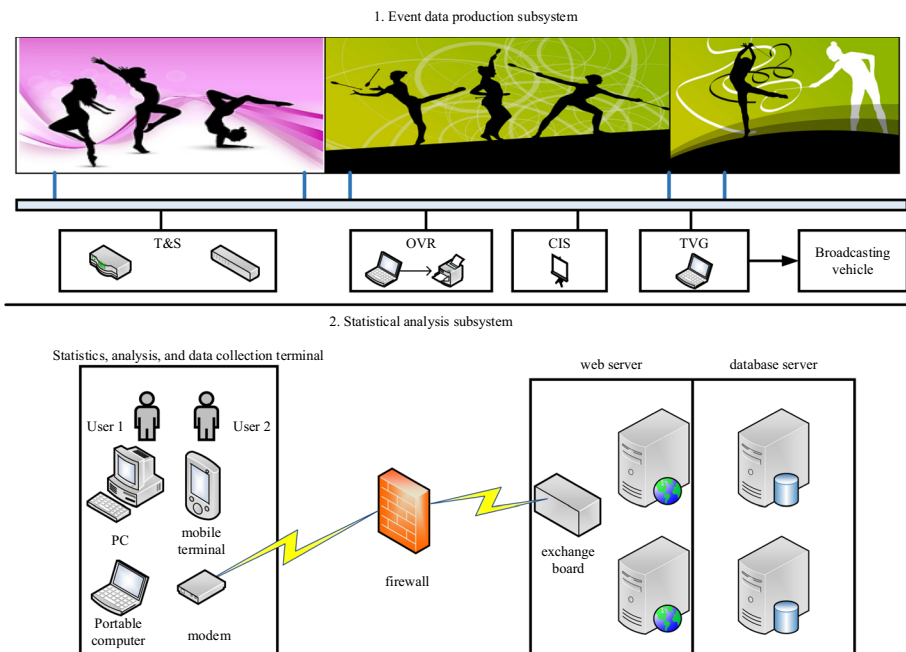 1. Event data production subsystem
T&S
OVR
CIS
TVG
Broadcasting
vehicle
2. Statistical analysis subsystem
Statistics, analysis, and data collection terminal
web server
database server
User 1
User 2
PC
mobile
terminal
Portable
computer
modem
firewall
exchange
board